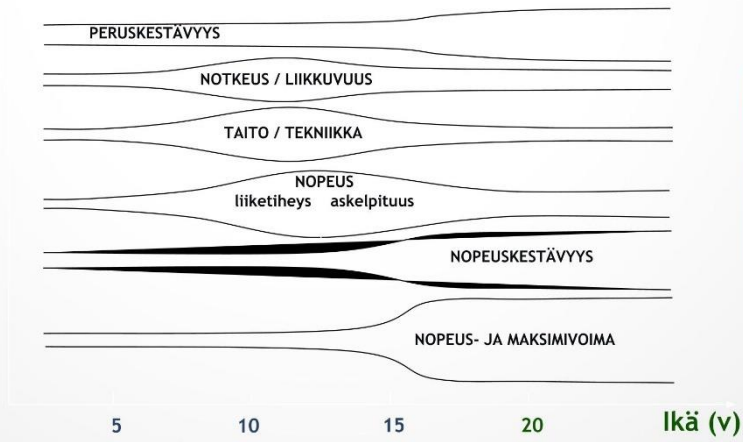 PERUSKESTÄVYYS
NOTKEUS / LIIKKUVUUS
TAITO / TEKNIIKKA
NOPEUS
liiketiheys askelpituus
NOPEUSKESTÄVYYS
NOPEUS- JA MAKSIMIVOIMA
5 10 15 20 Ikä (v)